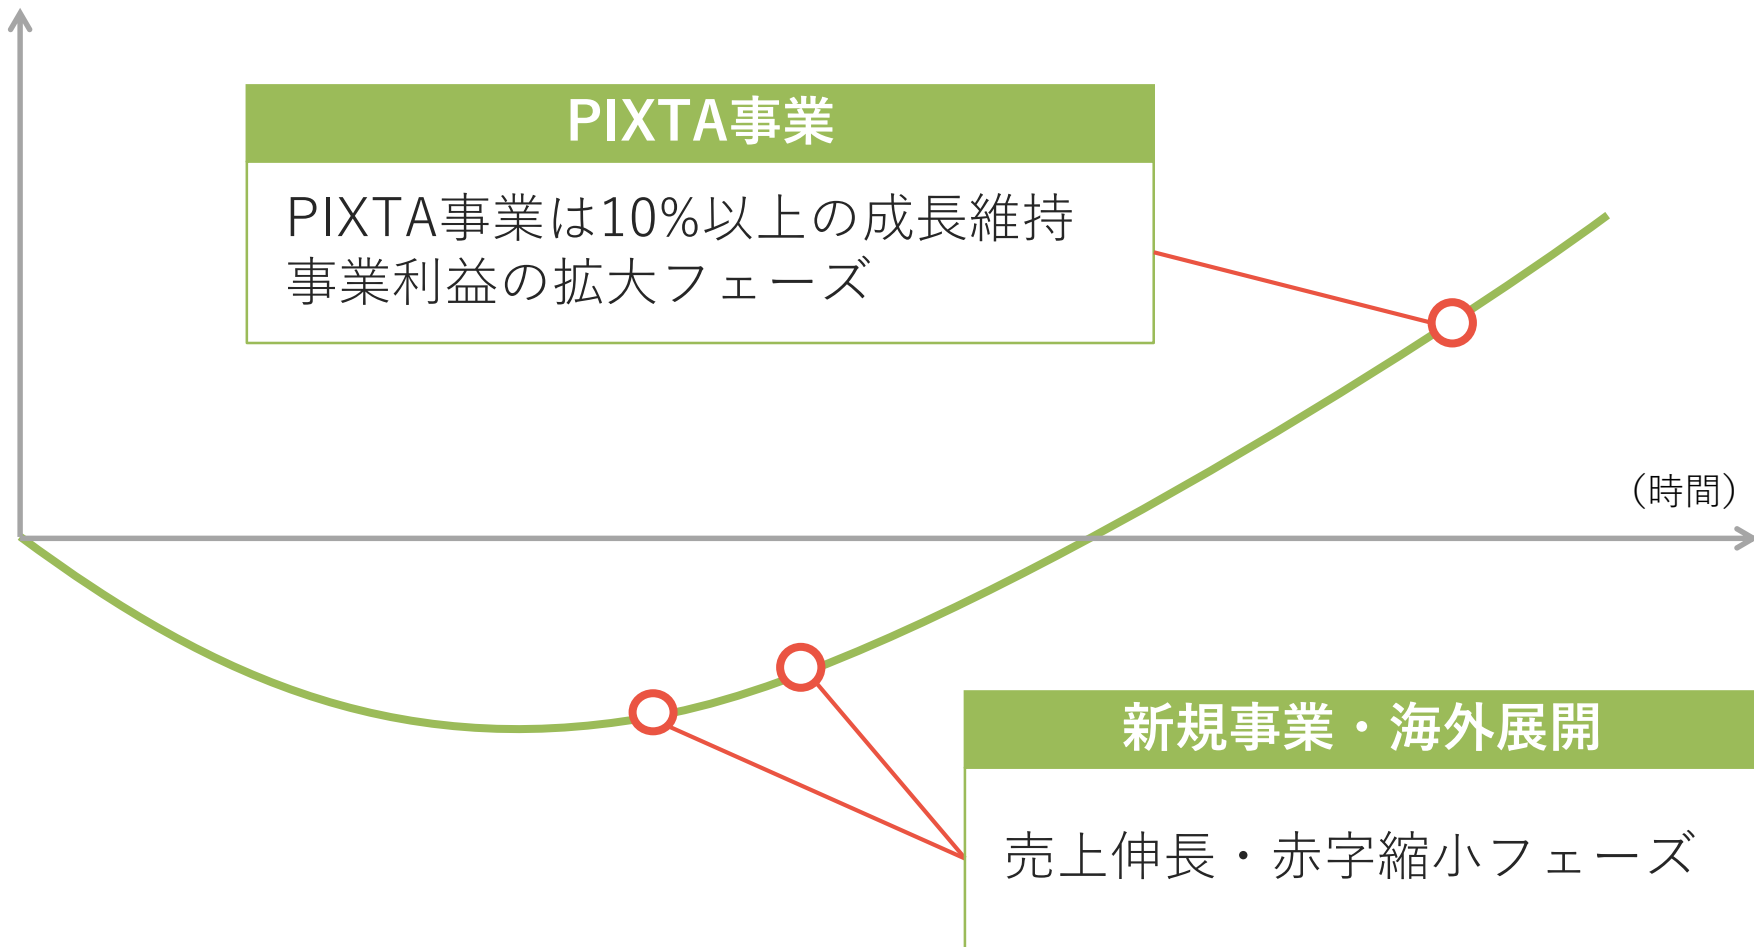 PIXTA事業
PIXTA事業は10%以上の成長維持
事業利益の拡大フェーズ
（時間）
新規事業・海外展開
売上伸長・赤字縮小フェーズ